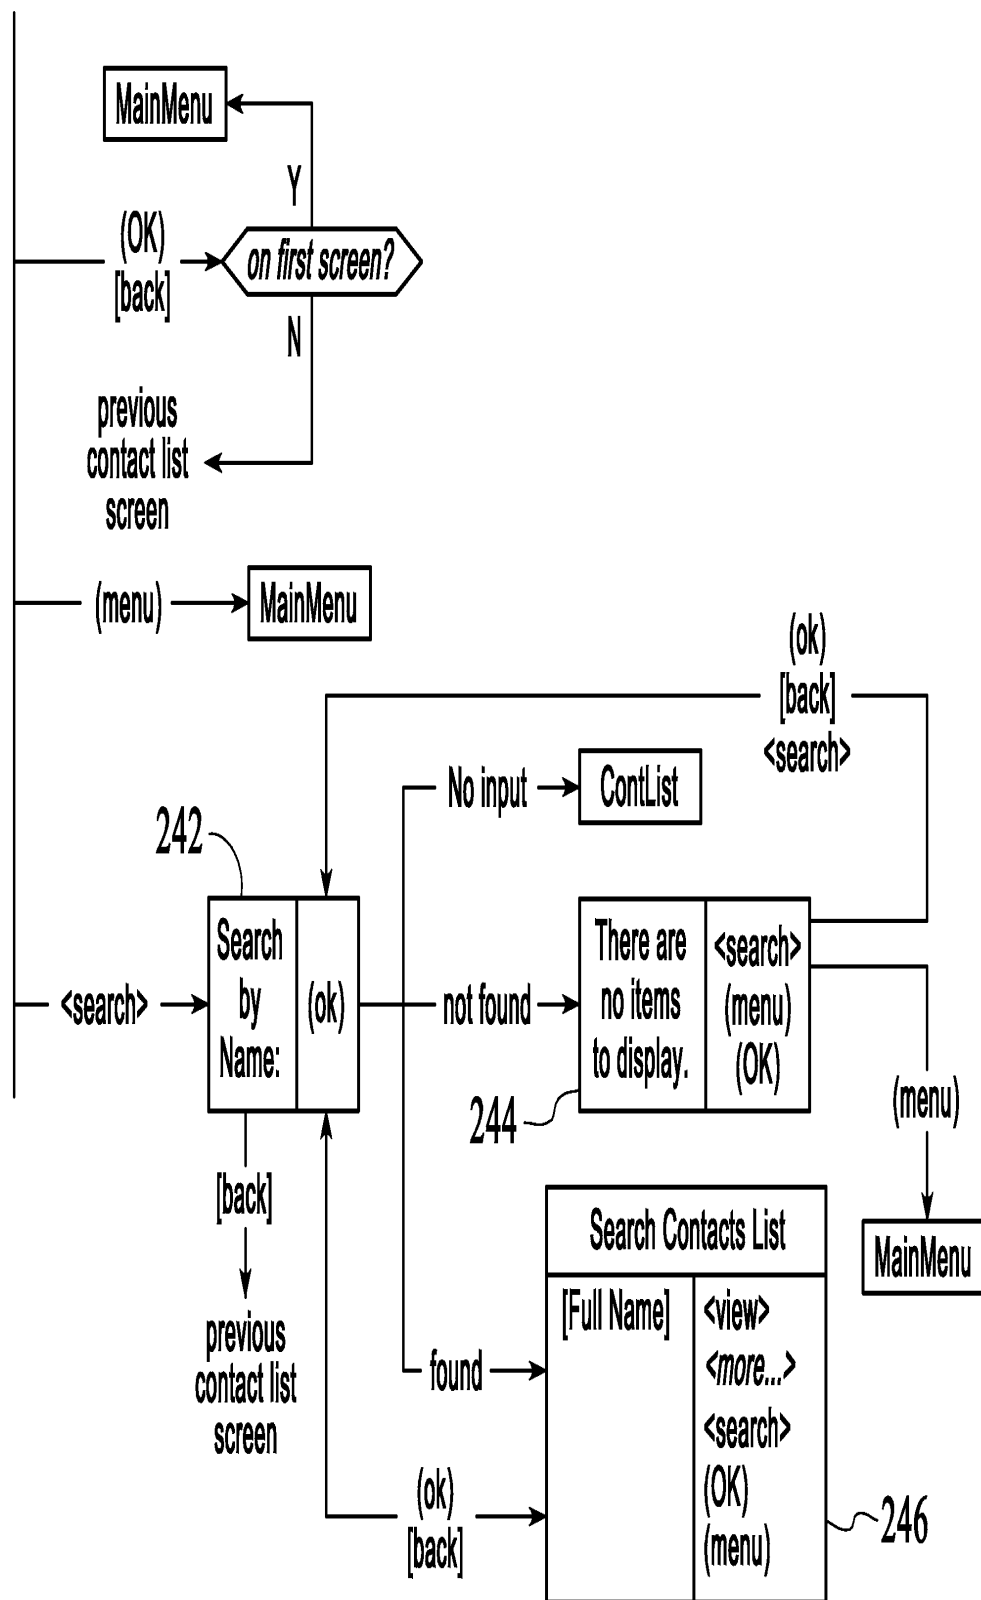 MainMenu
Y
(OK)
[back]
on first screen?
N
previous
contact list
screen
(menu)
MainMenu
(ok)
[back]
<search>
No input
ContList
242
Search
by
Name:
(ok)
<search>
not found
There are
no items
to display.
<search>
(menu)
(OK)
244
(menu)
MainMenu
[back]
previous
contact list
screen
found
Search Contacts List
[Full Name]
<view>
<more...>
<search>
(OK)
(menu)
(ok)
[back]
246